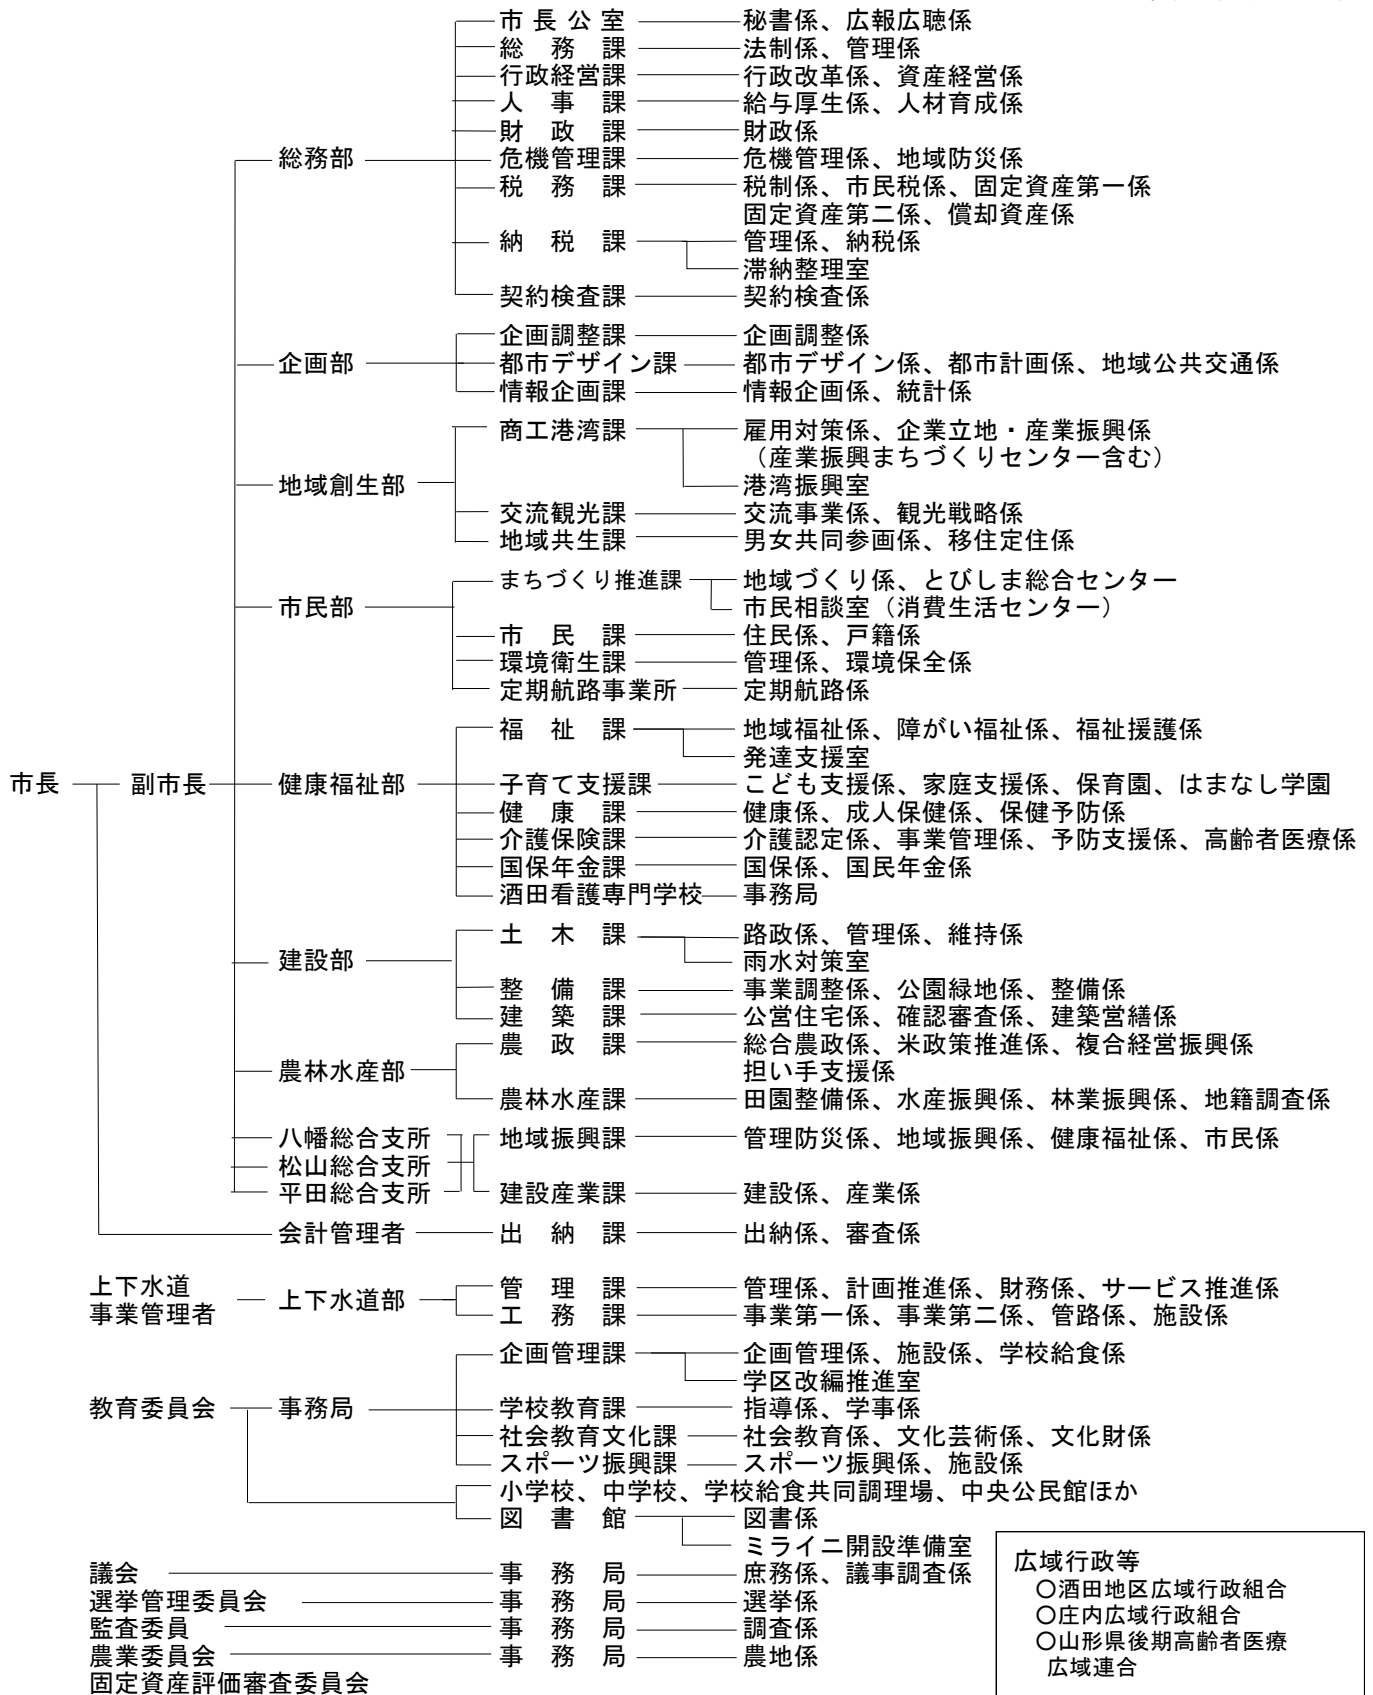 市長公室 秘書係、広報広聴係
総務課 法制係、管理係
行政経営課 行政改革係、資産経営係
人事課 給与厚生係、人材育成係
財政課 財政係
総務部 危機管理課 危機管理係、地域防災係
税務課 税制係、市民税係、固定資産第一係
固定資産第二係、償却資産係
納税課 管理係、納税係
滞納整理室
契約検査課 契約検査係
企画調整課 企画調整係
企画部 都市デザイン課 都市デザイン係、都市計画係、地域公共交通係
情報企画課 情報企画係、統計係
商工港湾課 雇用対策係、企業立地・産業振興係
(産業振興まちづくりセンター含む)
地域創生部 港湾振興室
交流観光課 交流事業係、観光戦略係
地域共生課 男女共同参画係、移住定住係
まちづくり推進課 地域づくり係、とびしま総合センター
市民部 市民相談室(消費生活センター)
市民課 住民係、戸籍係
環境衛生課 管理係、環境保全係
定期航路事業所 定期航路係
福祉課 地域福祉係、障がい福祉係、福祉援護係
発達支援室
市長 副市長 健康福祉部 子育て支援課 こども支援係、家庭支援係、保育園、はまなし学園
健康課 健康係、成人保健係、保健予防係
介護保険課 介護認定係、事業管理係、予防支援係、高齢者医療係
国保年金課 国保係、国民年金係
酒田看護専門学校 事務局
土木課 路政係、管理係、維持係
建設部 雨水対策室
整備課 事業調整係、公園緑地係、整備係
建築課 公営住宅係、確認審査係、建築営繕係
農政課 総合農政係、米政策推進係、複合経営振興係
農林水産部 担い手支援係
農林水産課 田園整備係、水産振興係、林業振興係、地籍調査係
八幡総合支所 地域振興課 管理防災係、地域振興係、健康福祉係、市民係
松山総合支所
平田総合支所 建設産業課 建設係、産業係
会計管理者 出納課 出納係、審査係
上下水道
事業管理者 上下水道部 管理課 管理係、計画推進係、財務係、サービス推進係
工務課 事業第一係、事業第二係、管路係、施設係
企画管理課 企画管理係、施設係、学校給食係
学区改編推進室
教育委員会 事務局 学校教育課 指導係、学事係
社会教育文化課 社会教育係、文化芸術係、文化財係
スポーツ振興課 スポーツ振興係、施設係
小学校、中学校、学校給食共同調理場、中央公民館ほか
図書館 図書係
ミライニ開設準備室
議会 事務局 庶務係、議事調査係
選挙管理委員会 事務局 選挙係
監査委員 事務局 調査係
農業委員会 事務局 農地係
固定資産評価審査委員会
広域行政等
○酒田地区広域行政組合
○庄内広域行政組合
○山形県後期高齢者医療
広域連合